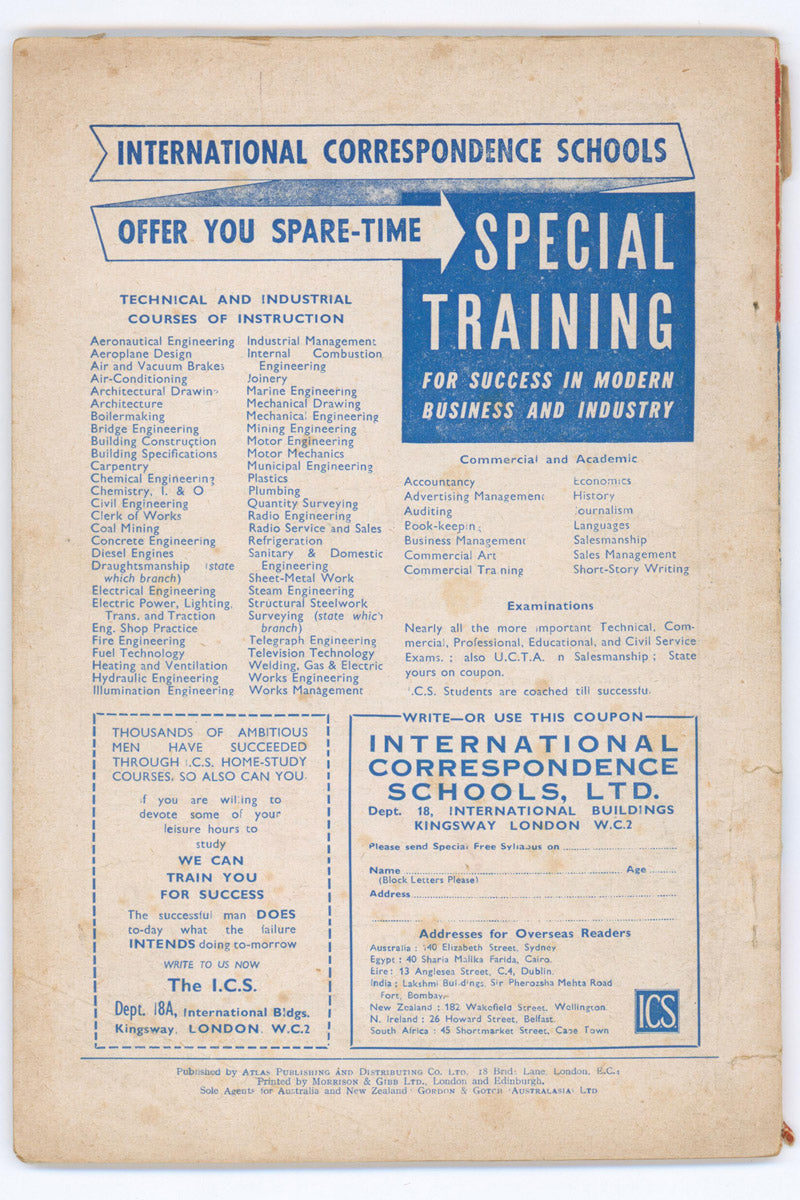 INTERNATIONAL CORRESPONDENCE SCHOOLS
OFFER YOU SPARE-TIME
SPECIAL
TRAINING
FOR SUCCESS IN MODERN
BUSINESS AND INDUSTRY
TECHNICAL AND INDUSTRIAL
COURSES OF INSTRUCTION
Aeronautical Engineering
Aeroplane Design
Air and Vacuum Brakes
Air-Conditioning
Architectural Drawing
Architecture
Boilermaking
Bridge Engineering
Building Construction
Building Specifications
Carpentry
Chemical Engineering
Chemistry, I. & O
Civil Engineering
Clerk of Works
Coal Mining
Concrete Engineering
Diesel Engines
Draughtsmanship (state
which branch)
Electrical Engineering
Electric Power, Lighting,
Trans. and Traction
Eng. Shop Practice
Fire Engineering
Fuel Technology
Heating and Ventilation
Hydraulic Engineering
Illumination Engineering
Industrial Management
Internal Combustion
Engineering
Joinery
Marine Engineering
Mechanical Drawing
Mechanical Engineering
Mining Engineering
Motor Engineering
Motor Mechanics
Municipal Engineering
Plastics
Plumbing
Quantity Surveying
Radio Engineering
Radio Service and Sales
Refrigeration
Sanitary & Domestic
Engineering
Sheet-Metal Work
Steam Engineering
Structural Steelwork
Surveying (state which
branch)
Telegraph Engineering
Television Technology
Welding, Gas & Electric
Works Engineering
Works Management
Commercial and Academic
Accountancy
Advertising Management
Auditing
Book-keeping
Business Management
Commercial Art
Commercial Training
Economics
History
Journalism
Languages
Salesmanship
Sales Management
Short-Story Writing
Examinations
Nearly all the more important Technical, Com-
mercial, Professional, Educational, and Civil Service
Exams. ; also U.C.T.A. in Salesmanship ; State
yours on coupon.
I.C.S. Students are coached till successful.
THOUSANDS OF AMBITIOUS
MEN HAVE SUCCEEDED
THROUGH I.C.S. HOME-STUDY
COURSES. SO ALSO CAN YOU.
If you are willing to
devote some of your
leisure hours to
study
WE CAN
TRAIN YOU
FOR SUCCESS
The successful man DOES
to-day what the failure
INTENDS doing to-morrow
WRITE TO US NOW
The I.C.S.
Dept. 18A, International Bldgs.
Kingsway, LONDON. W.C.2
WRITE—OR USE THIS COUPON
INTERNATIONAL
CORRESPONDENCE
SCHOOLS, LTD.
Dept. 18, INTERNATIONAL BUILDINGS
KINGSWAY LONDON W.C.2
Please send Special Free Syllabus on
Name Age
(Block Letters Please)
Address
Addresses for Overseas Readers
Australia : 140 Elizabeth Street, Sydney
Egypt : 40 Sharia Malika Farida, Cairo.
Eire : 13 Anglesea Street, C.4, Dublin.
India : Lakshmi Buildings, Sir Pherozsha Mehta Road
Fort, Bombay.
New Zealand : 182 Wakefield Street, Wellington.
N. Ireland : 26 Howard Street, Belfast.
South Africa : 45 Shortmarket Street, Cape Town
ICS
Published by ATLAS PUBLISHING AND DISTRIBUTING CO. LTD. 18 Bride Lane, London, E.C.4
Printed by MORRISON & GIBB LTD., London and Edinburgh.
Sole Agents for Australia and New Zealand GORDON & GOTCH (AUSTRALASIA) LTD